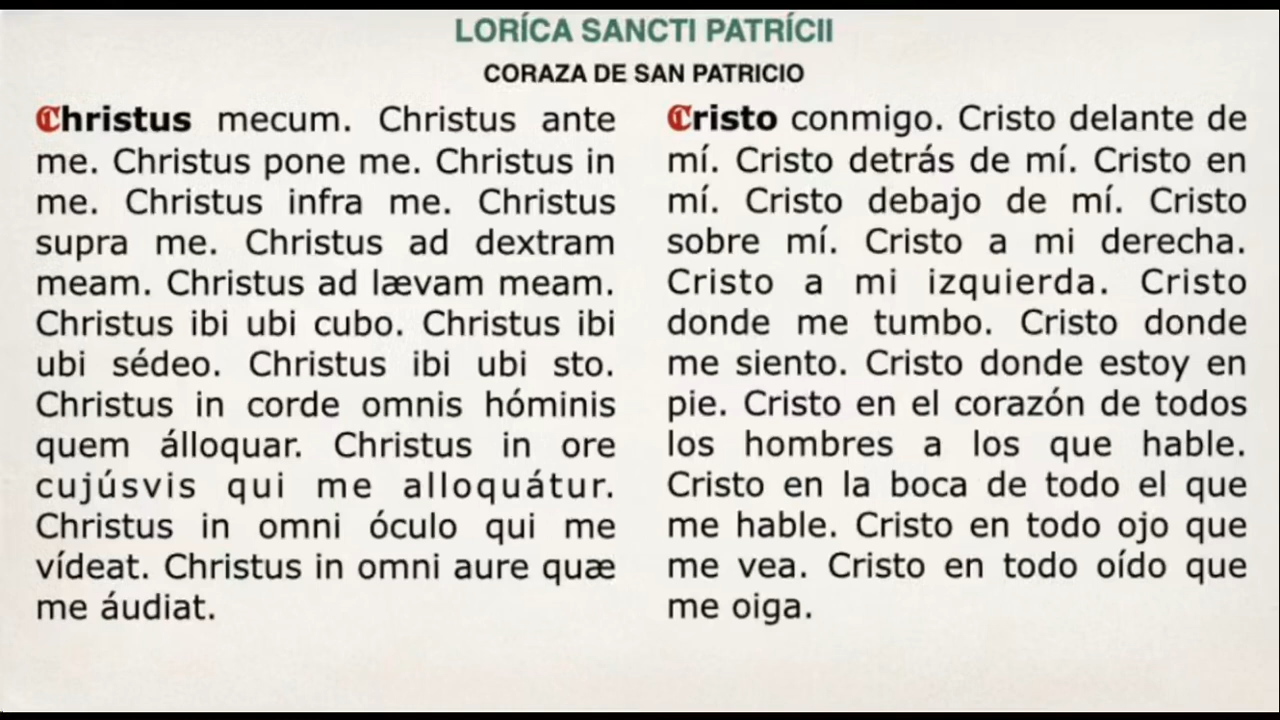 LORÍCA SANCTI PATRÍCII
CORAZA DE SAN PATRICIO
Christus mecum. Christus ante
me. Christus pone me. Christus in
me. Christus infra me. Christus
supra me. Christus ad dextram
meam. Christus ad lævam meam.
Christus ibi ubi cubo. Christus ibi
ubi sédeo. Christus ibi ubi sto.
Christus in corde omnis hóminis
quem álloquar. Christus in ore
cujúsvis qui me alloquátur.
Christus in omni óculo qui me
vídeat. Christus in omni aure quæ
me áudiat.
Cristo conmigo. Cristo delante de
mí. Cristo detrás de mí. Cristo en
mí. Cristo debajo de mí. Cristo
sobre mí. Cristo a mi derecha.
Cristo a mi izquierda. Cristo
donde me tumbo. Cristo donde
me siento. Cristo donde estoy en
pie. Cristo en el corazón de todos
los hombres a los que hable.
Cristo en la boca de todo el que
me hable. Cristo en todo ojo que
me vea. Cristo en todo oído que
me oiga.